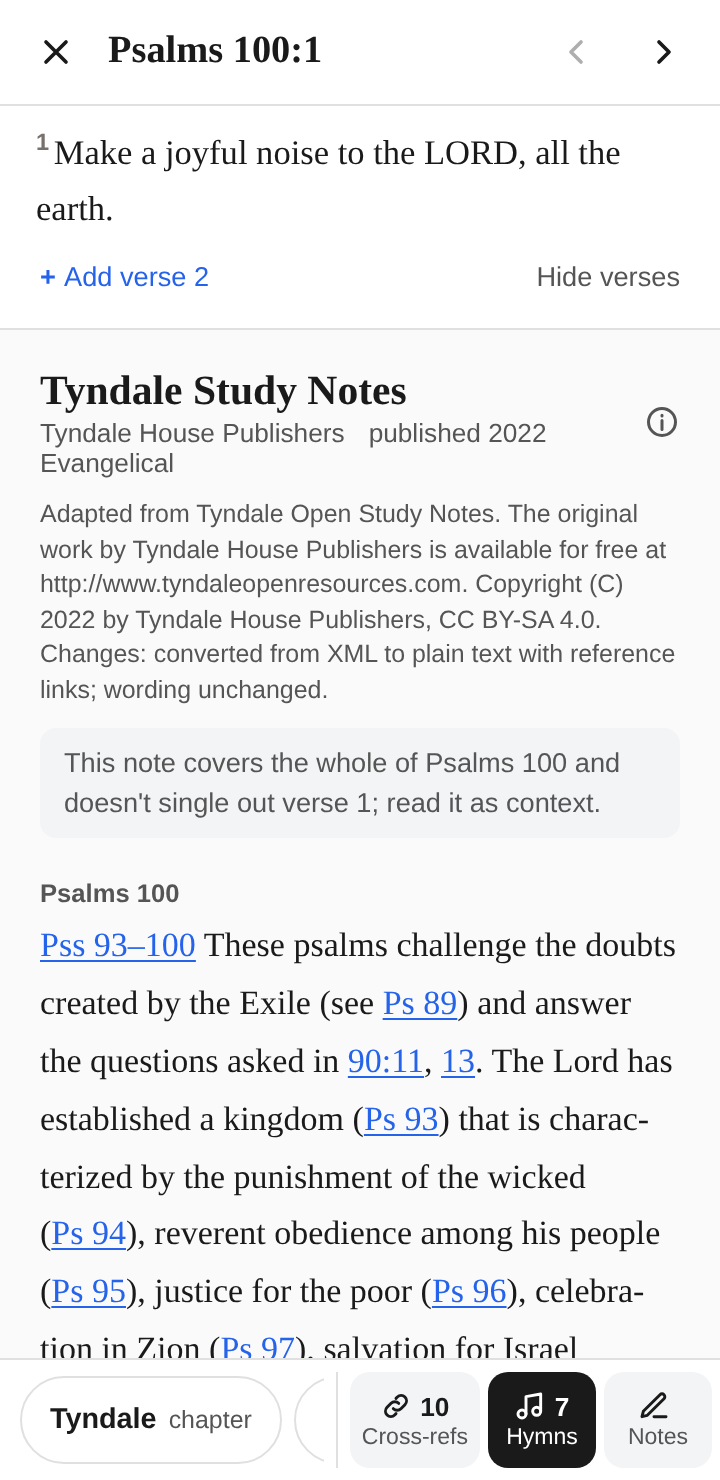 Psalms 100:1
1 Make a joyful noise to the LORD, all the
earth.
+ Add verse 2 Hide verses
Tyndale Study Notes
Tyndale House Publishers published 2022
Evangelical
Adapted from Tyndale Open Study Notes. The original
work by Tyndale House Publishers is available for free at
http://www.tyndaleopenresources.com. Copyright (C)
2022 by Tyndale House Publishers, CC BY-SA 4.0.
Changes: converted from XML to plain text with reference
links; wording unchanged.
This note covers the whole of Psalms 100 and
doesn't single out verse 1; read it as context.
Psalms 100
Pss 93–100 These psalms challenge the doubts
created by the Exile (see Ps 89) and answer
the questions asked in 90:11, 13. The Lord has
established a kingdom (Ps 93) that is charac-
terized by the punishment of the wicked
(Ps 94), reverent obedience among his people
(Ps 95), justice for the poor (Ps 96), celebra-
tion in Zion (Ps 97), salvation for Israel
Tyndale chapter
10
Cross-refs
7
Hymns
Notes